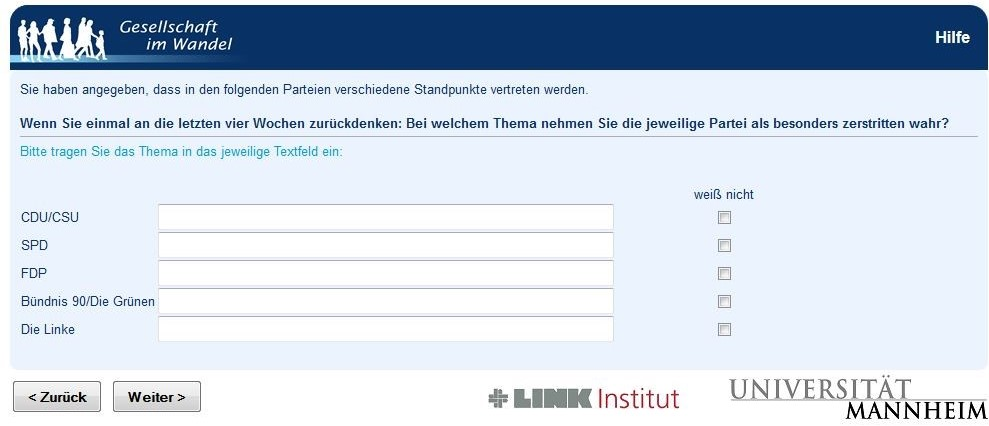 Gesellschaft
im Wandel
Hilfe
Sie haben angegeben, dass in den folgenden Parteien verschiedene Standpunkte vertreten werden.
Wenn Sie einmal an die letzten vier Wochen zurückdenken: Bei welchem Thema nehmen Sie die jeweilige Partei als besonders zerstritten wahr?
Bitte tragen Sie das Thema in das jeweilige Textfeld ein:
weiß nicht
CDU/CSU
SPD
FDP
Bündnis 90/Die Grünen
Die Linke
< Zurück
Weiter >
LINK Institut
UNIVERSITÄT
MANNHEIM